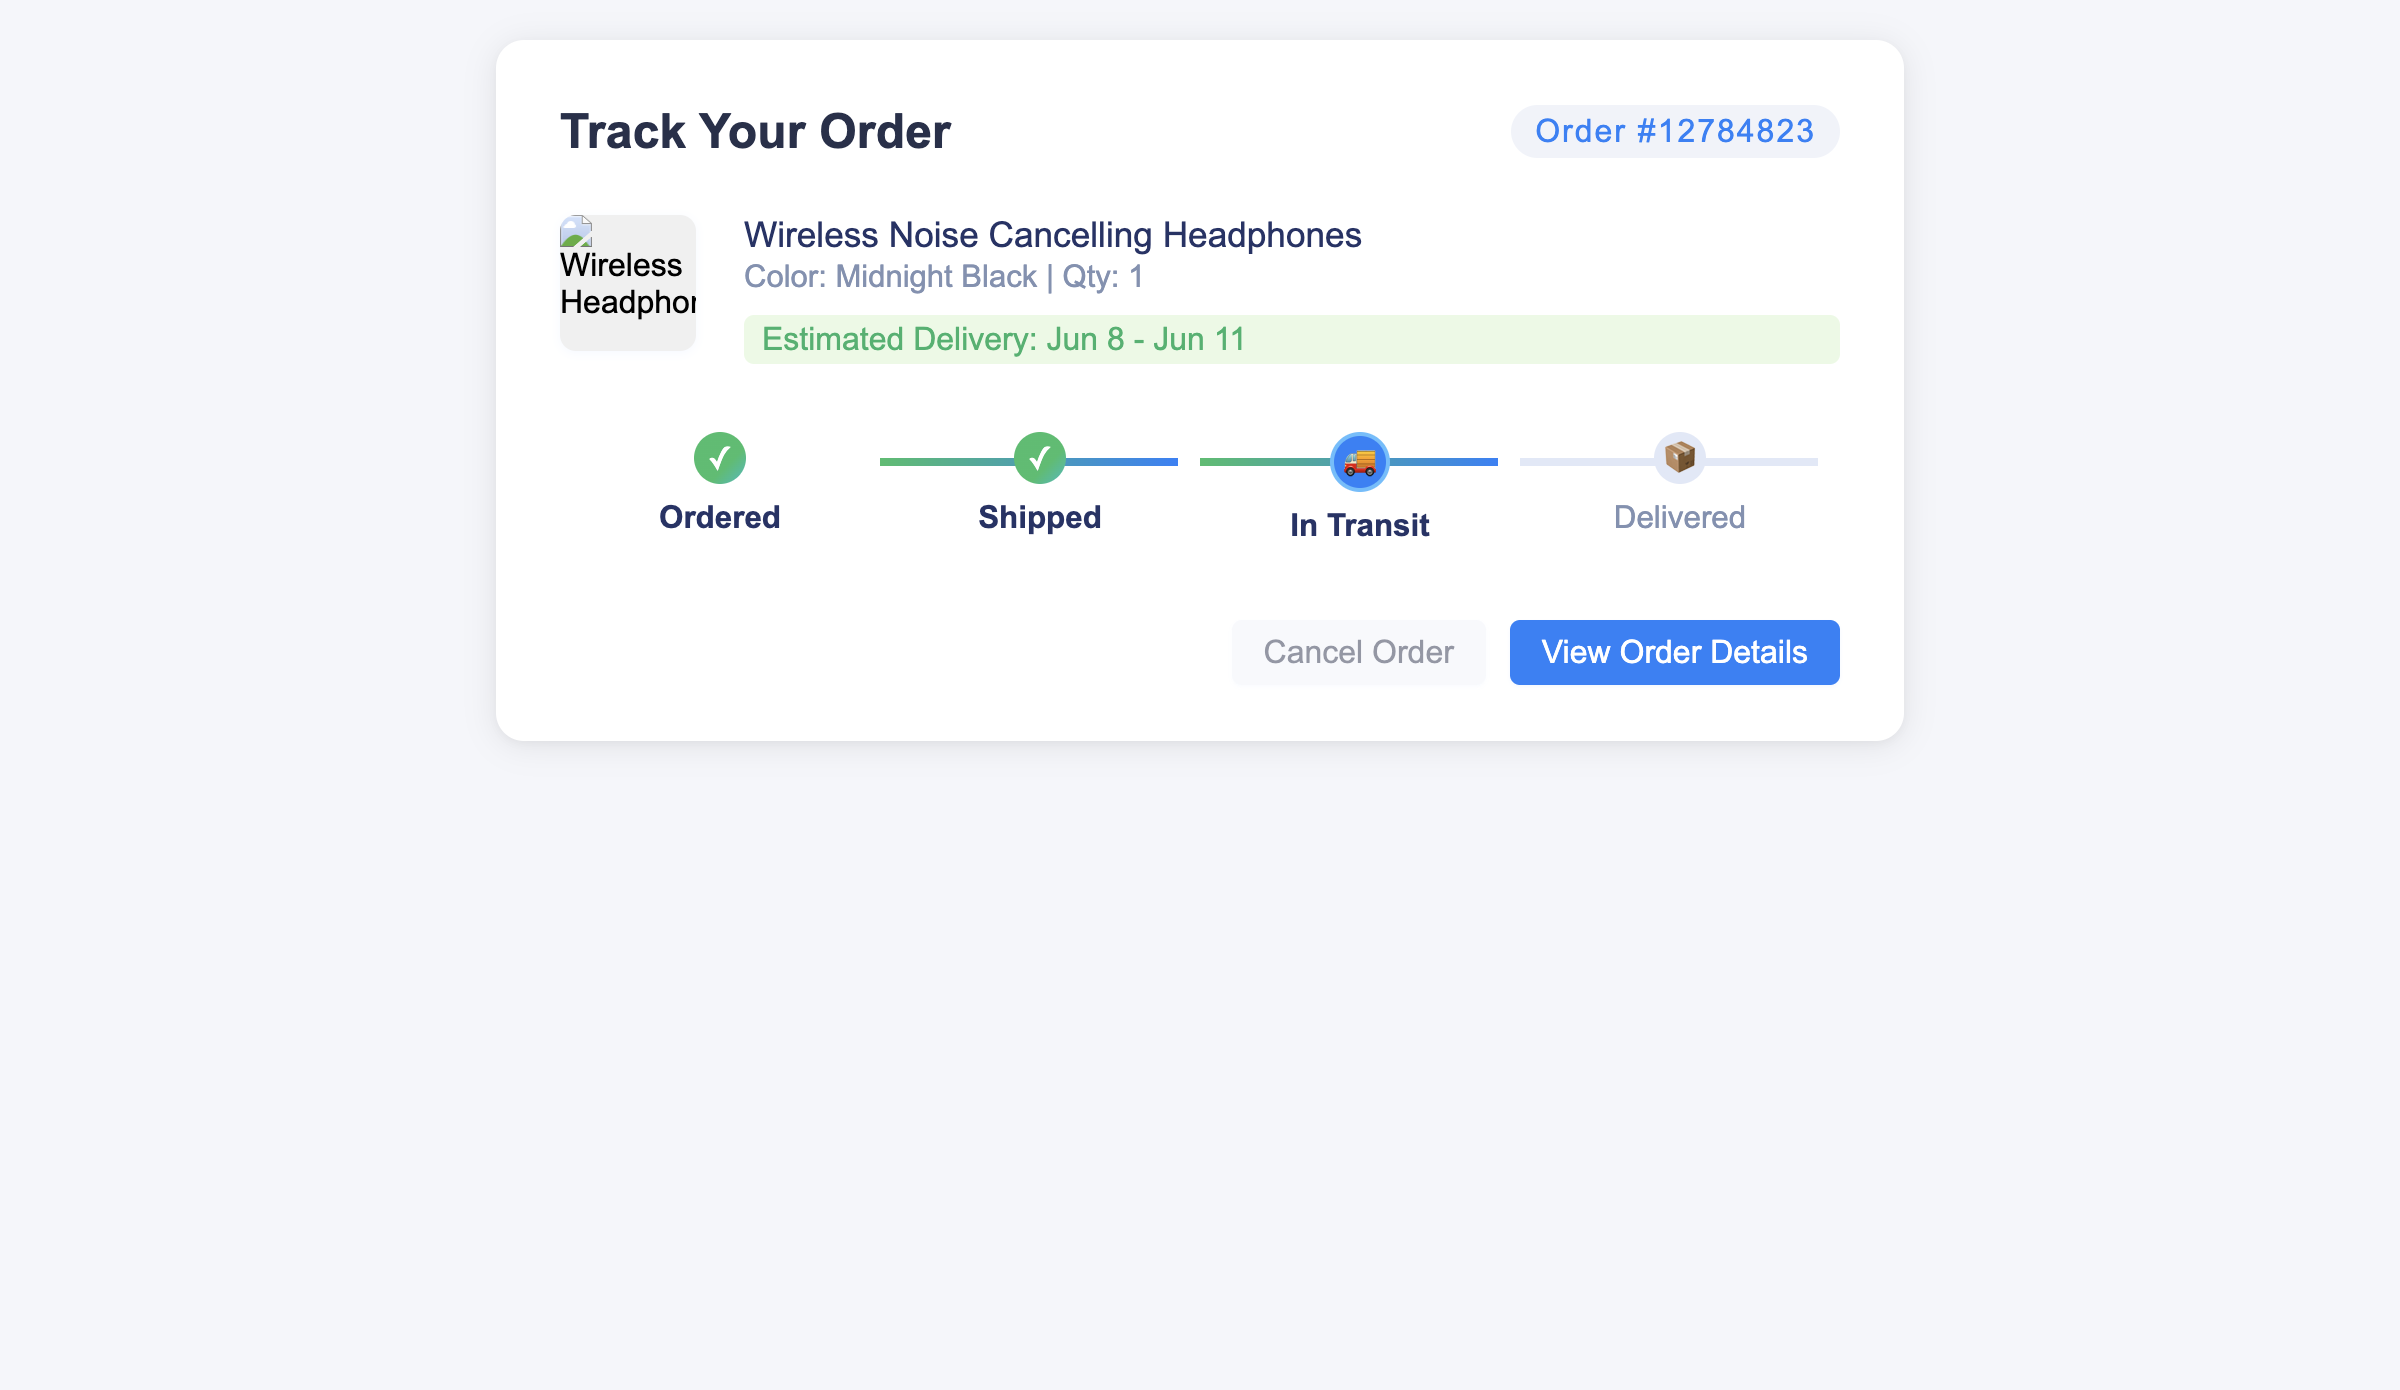 Track Your Order
Order #12784823
Wireless
Wireless Noise Cancelling Headphones
Color: Midnight Black | Qty: 1
Estimated Delivery: Jun 8 - Jun 11
Ordered
Shipped
In Transit
Delivered
Cancel Order
View Order Details